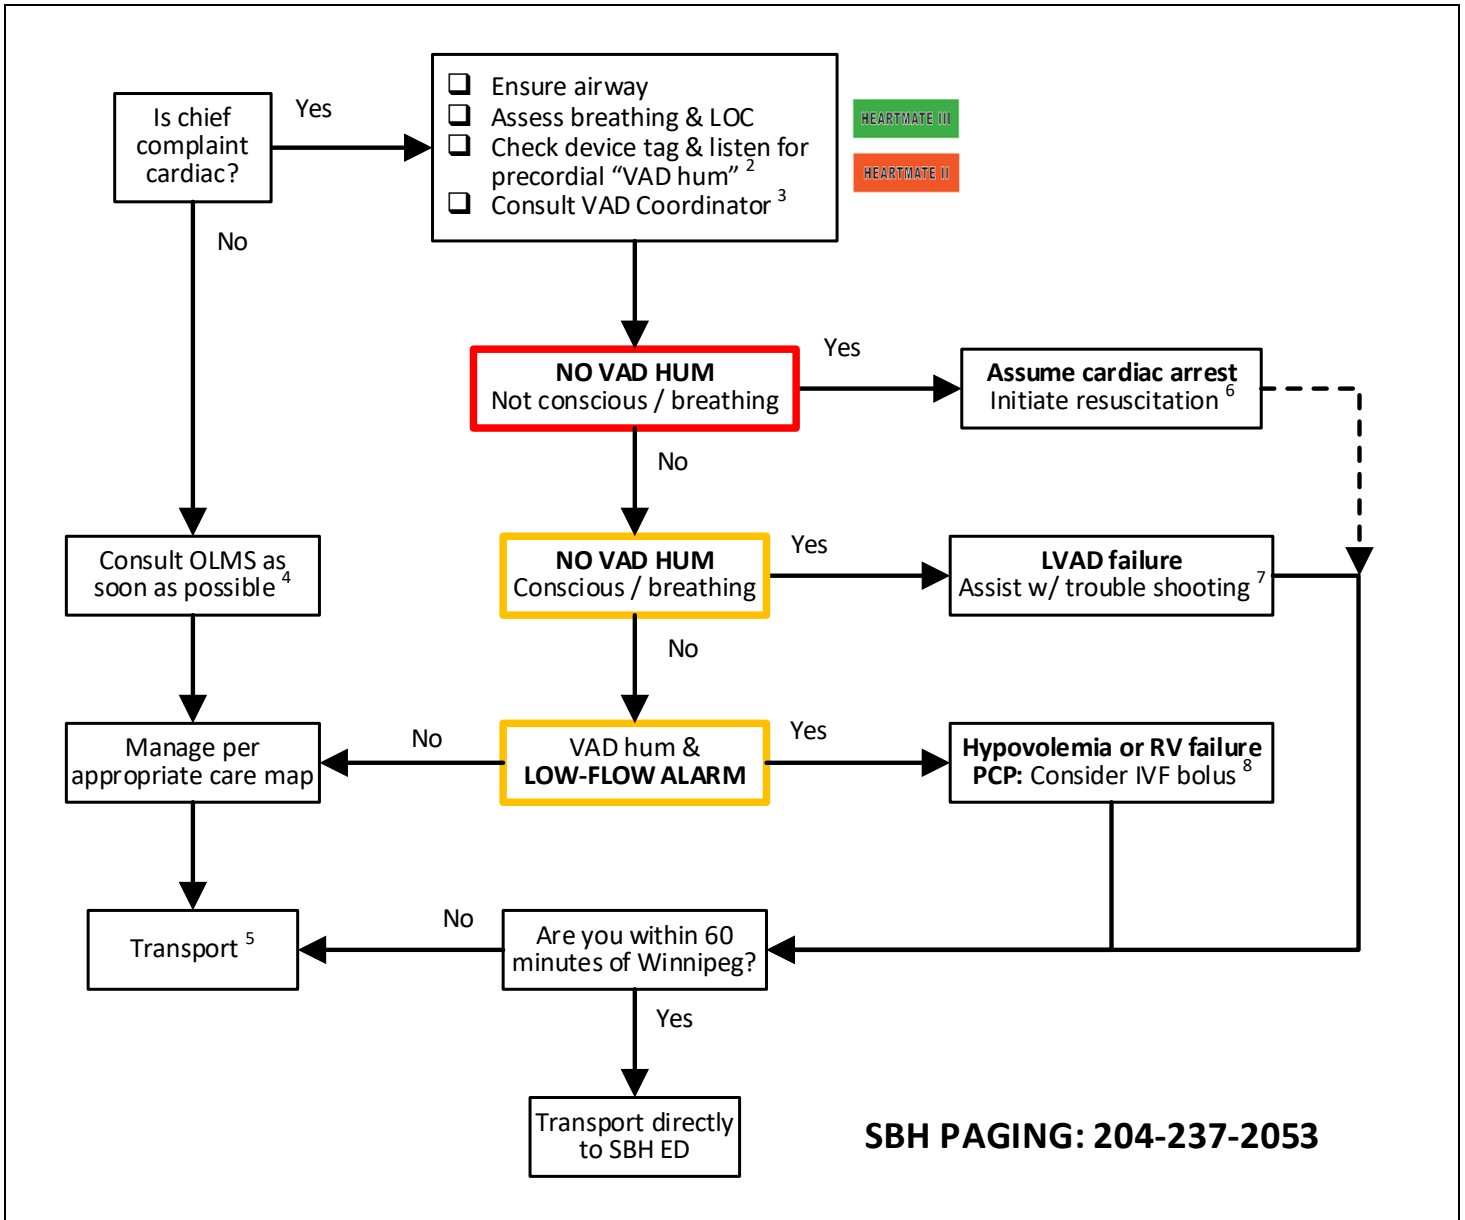 Is chief
complaint
cardiac?
Yes
❑ Ensure airway
❑ Assess breathing & LOC
❑ Check device tag & listen for
precordial “VAD hum” 2
❑ Consult VAD Coordinator 3
HEARTMATE III
HEARTMATE II
No
NO VAD HUM
Not conscious / breathing
Yes
Assume cardiac arrest
Initiate resuscitation 6
No
Consult OLMS as
soon as possible 4
NO VAD HUM
Conscious / breathing
Yes
LVAD failure
Assist w/ trouble shooting 7
No
Manage per
appropriate care map
No
VAD hum &
LOW-FLOW ALARM
Yes
Hypovolemia or RV failure
PCP: Consider IVF bolus 8
Transport 5
No
Are you within 60
minutes of Winnipeg?
Yes
Transport directly
to SBH ED
SBH PAGING: 204-237-2053